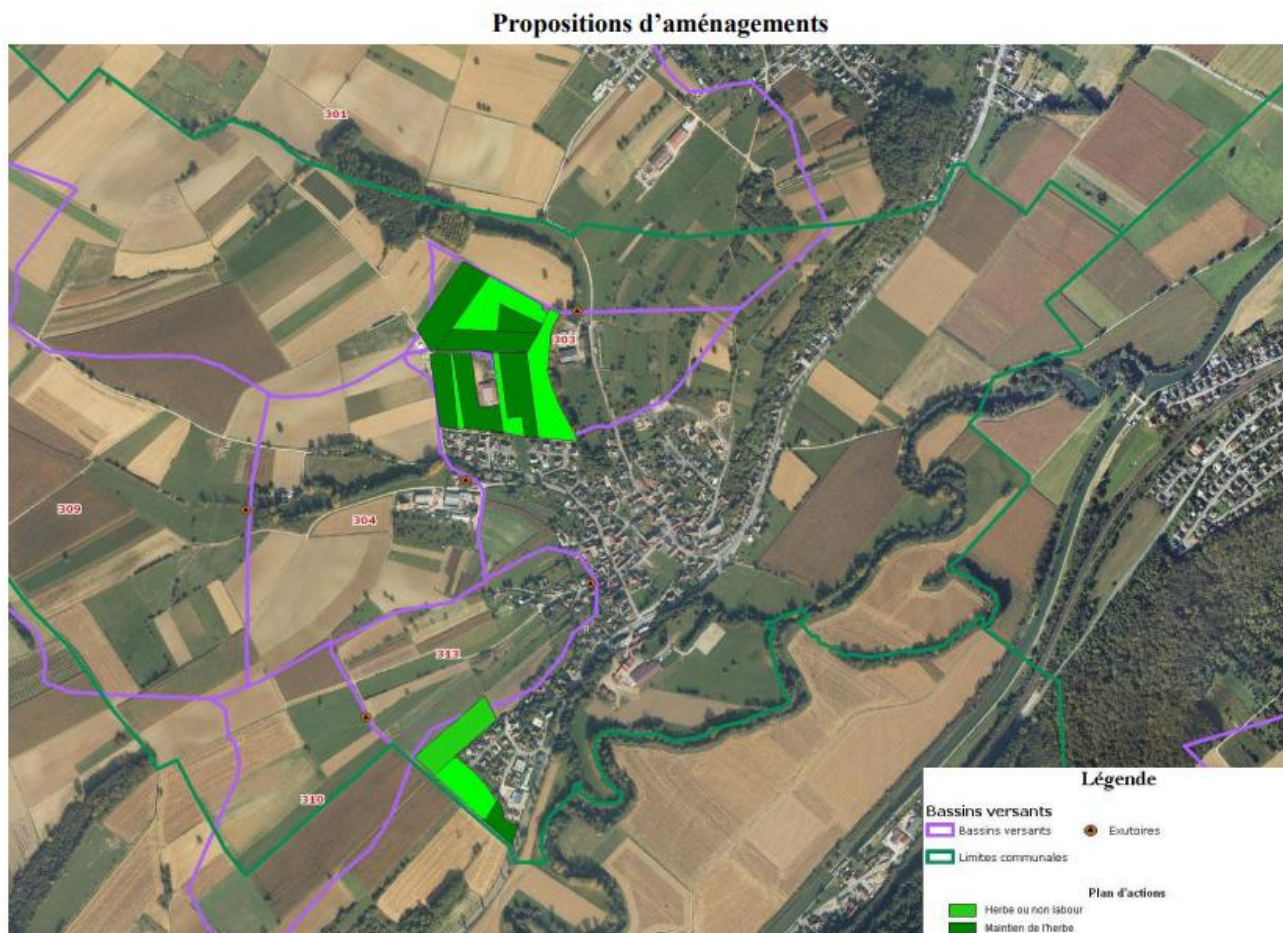 Propositions d'aménagements
301
303
309
304
313
310
Légende
Bassins versants
Bassins versants
Exutoires
Limites communales
Plan d'actions
Herbe ou non labour
Maintien de l'herbe